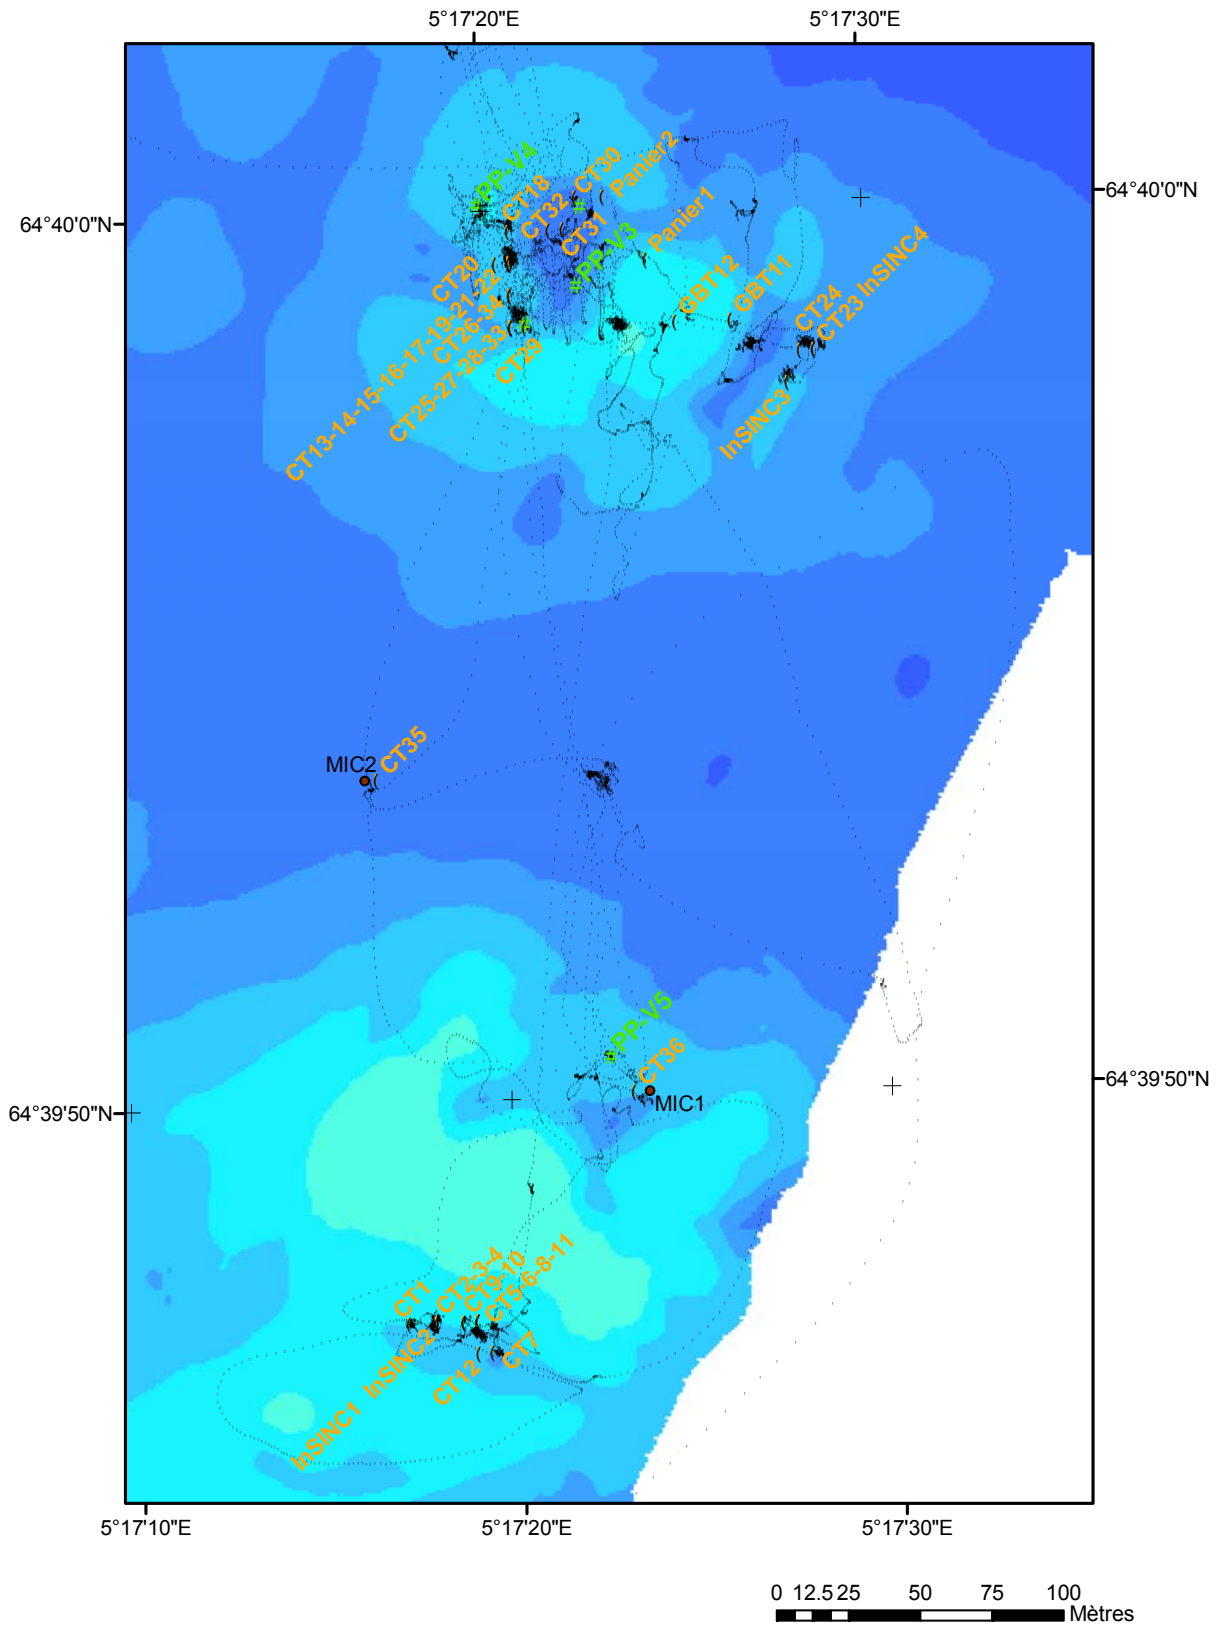 5°17'20"E
5°17'30"E
64°40'0"N
64°40'0"N
#PP-V4
CT18
CT32
CT30
CT31
Panier2
#PP-V3
Panier1
CT20
CT13-14-15-16-17-19-21-22
CT26-34
CT25-27-28-33
CT29
GBT12
GBT11
CT24
CT23
InSINC4
InSINC3
MIC2
CT35
#PP-V5
CT36
MIC1
64°39'50"N
64°39'50"N
CT1
CT2-3-4
CT9-10
CT5-6-8-11
InSINC2
InSINC1
CT12
CT7
5°17'10"E
5°17'20"E
5°17'30"E
0 12.5 25 50 75 100
Mètres